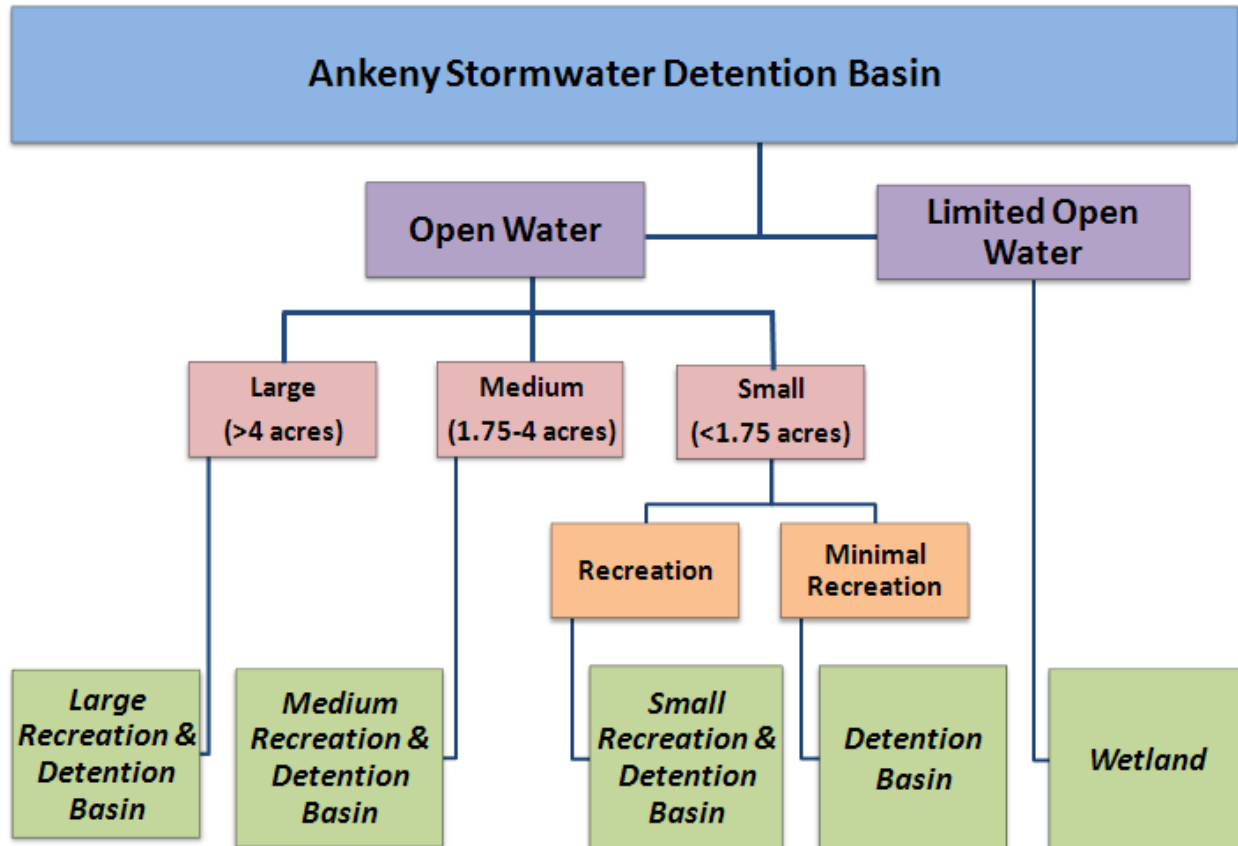 Ankeny Stormwater Detention Basin
Open Water
Limited Open
Water
Large
(>4 acres)
Medium
(1.75-4 acres)
Small
(<1.75 acres)
Recreation
Minimal
Recreation
Large
Recreation &
Detention
Basin
Medium
Recreation &
Detention
Basin
Small
Recreation &
Detention
Basin
Detention
Basin
Wetland